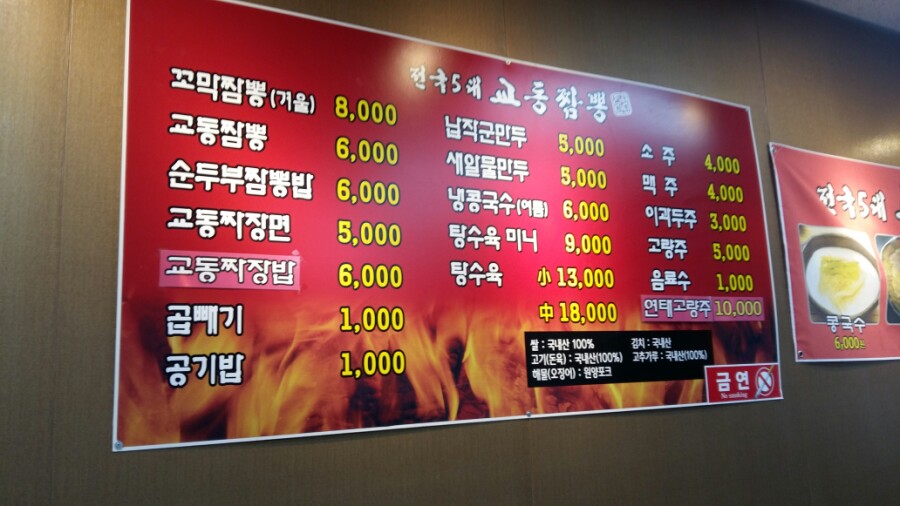 전국5대 교동짬뽕
꼬막짬뽕(겨울) 8,000
교동짬뽕 6,000
순두부짬뽕밥 6,000
교동짜장면 5,000
교동짜장밥 6,000
곱빼기 1,000
공기밥 1,000
납작군만두 5,000
새알물만두 5,000
냉콩국수(여름) 6,000
탕수육 미니 9,000
탕수육 小 13,000
中 18,000
소주 4,000
맥주 4,000
이과두주 3,000
고량주 5,000
음료수 1,000
연태고량주 10,000
쌀 : 국내산 100% 김치 : 국내산
고기(돈육) : 국내산(100%) 고추가루 : 국내산(100%)
해물(오징어) : 원양포크
금연
No smoking
전국5대
콩국수
6,000원